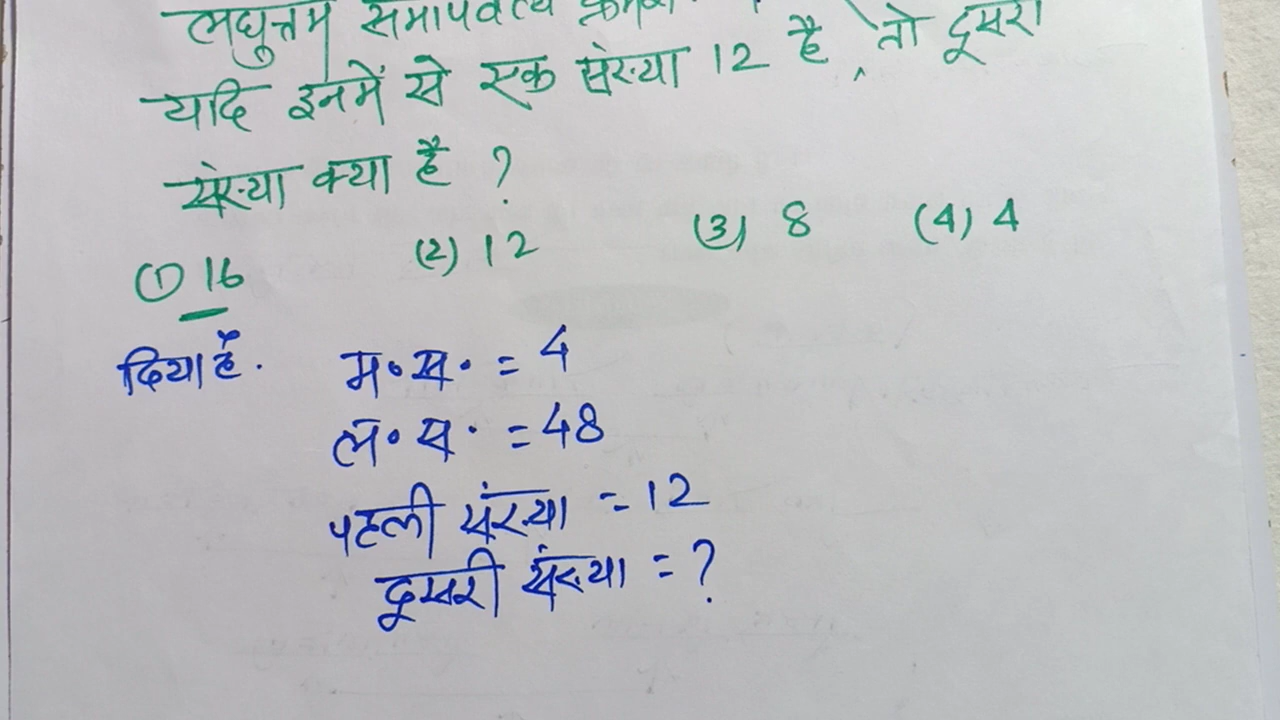 लघुत्तम समापवर्त्य
यदि इनमें से एक संख्या 12 है, तो दूसरी
संख्या क्या है ?
(1) 16 (2) 12 (3) 8 (4) 4
दिया है. म॰स॰ = 4
ल॰स॰ = 48
पहली संख्या = 12
दूसरी संख्या = ?